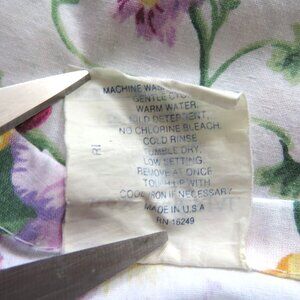 MACHINE WASH
GENTLE CYCLE
WARM WATER.
MILD DETERGENT.
NO CHLORINE BLEACH.
COLD RINSE
TUMBLE DRY.
LOW SETTING.
REMOVE AT ONCE
TOUCH UP WITH
COOL IRON IF NECESSARY
MADE IN U.S.A
RN 16249
RI